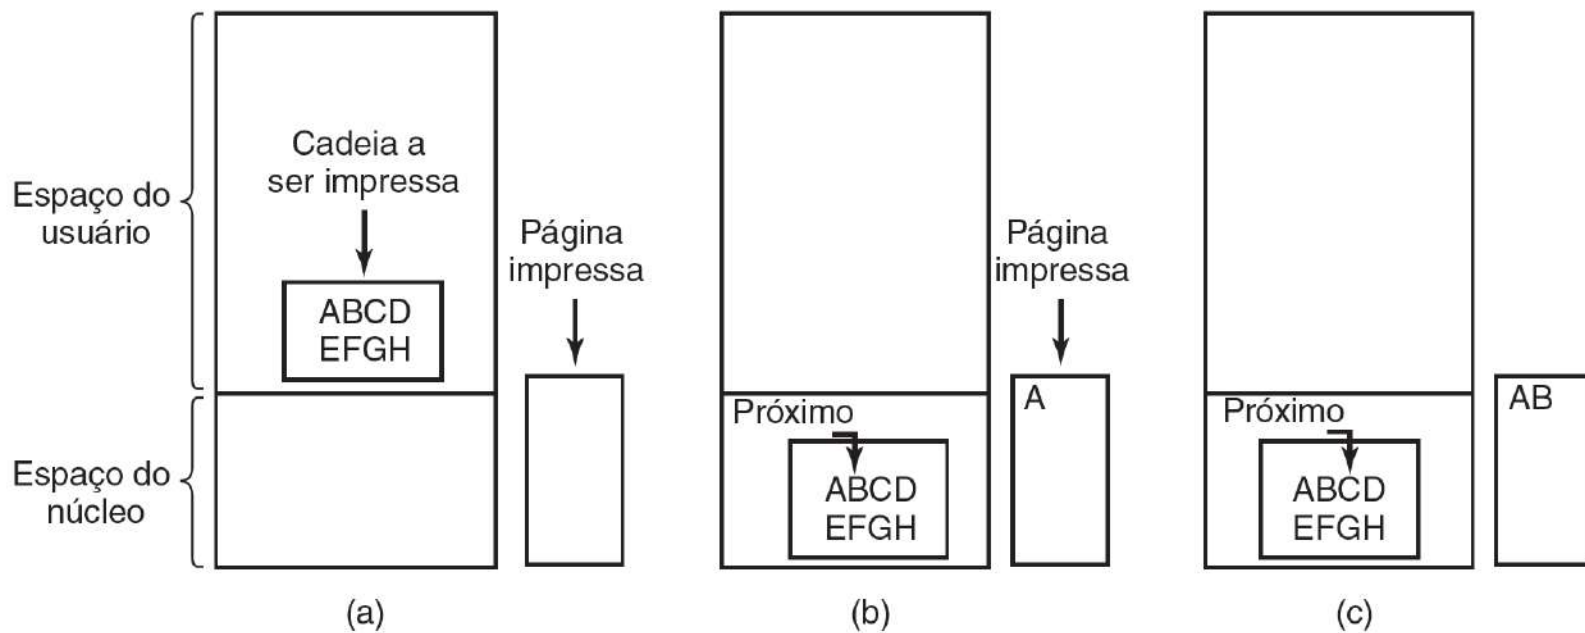 Espaço do
usuário
Espaço do
núcleo
Cadeia a
ser impressa
ABCD
EFGH
Página
impressa
(a)
Próximo
ABCD
EFGH
Página
impressa
A
(b)
Próximo
ABCD
EFGH
AB
(c)